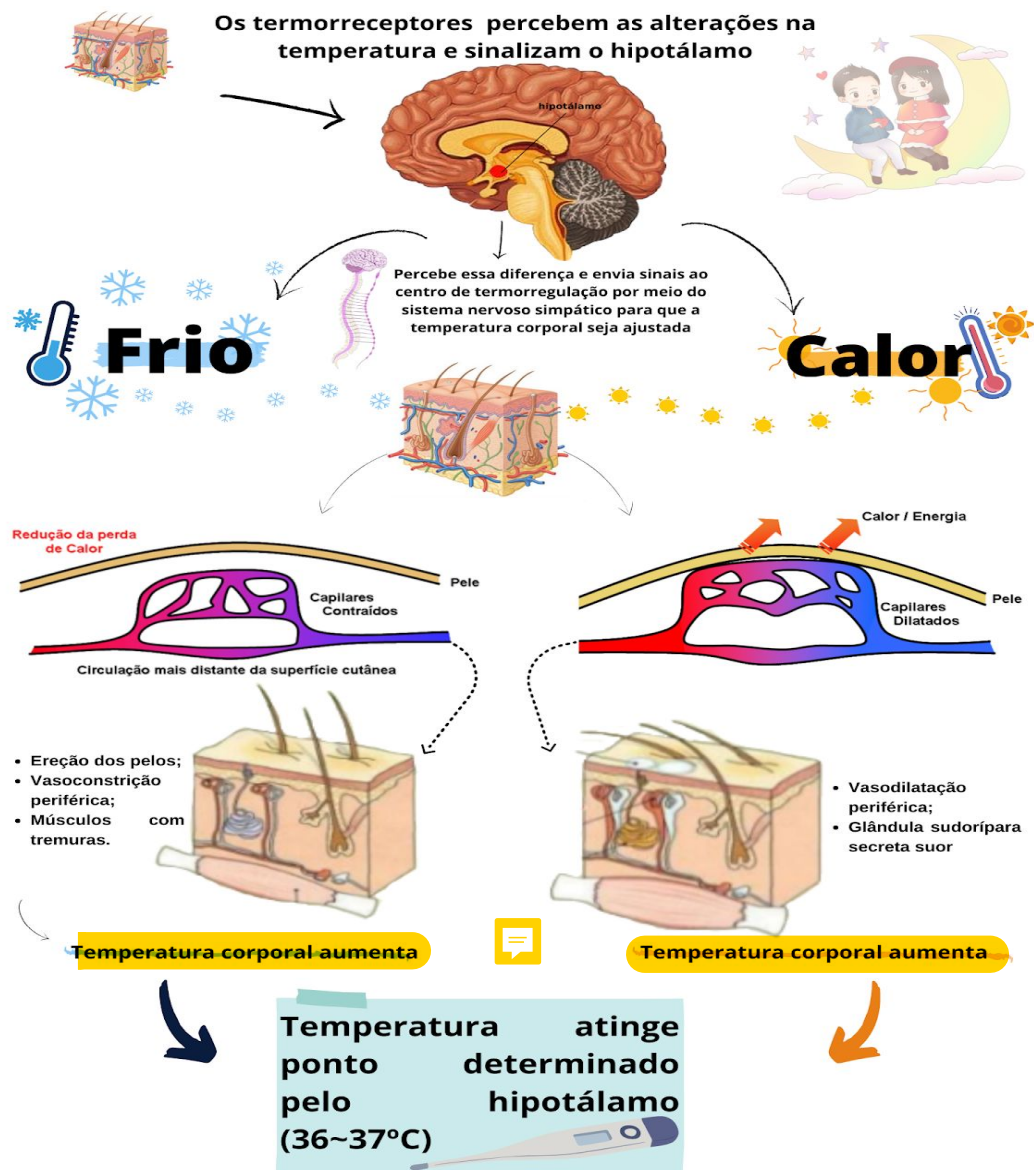 Os termorreceptores percebem as alterações na
temperatura e sinalizam o hipotálamo
hipotálamo
Percebe essa diferença e envia sinais ao
centro de termorregulação por meio do
sistema nervoso simpático para que a
temperatura corporal seja ajustada
Frio
Calor
Redução da perda
de Calor
Pele
Capilares
Contraídos
Circulação mais distante da superfície cutânea
Calor / Energia
Pele
Capilares
Dilatados
• Ereção dos pelos;
• Vasoconstrição
periférica;
• Músculos com
tremuras.
• Vasodilatação
periférica;
• Glândula sudorípara
secreta suor
Temperatura corporal aumenta
Temperatura corporal aumenta
Temperatura atinge
ponto determinado
pelo hipotálamo
(36~37ºC)